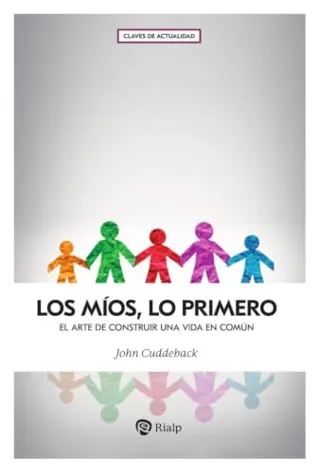 CLAVES DE ACTUALIDAD
LOS MÍOS, LO PRIMERO
EL ARTE DE CONSTRUIR UNA VIDA EN COMÚN
John Cuddeback
Rialp